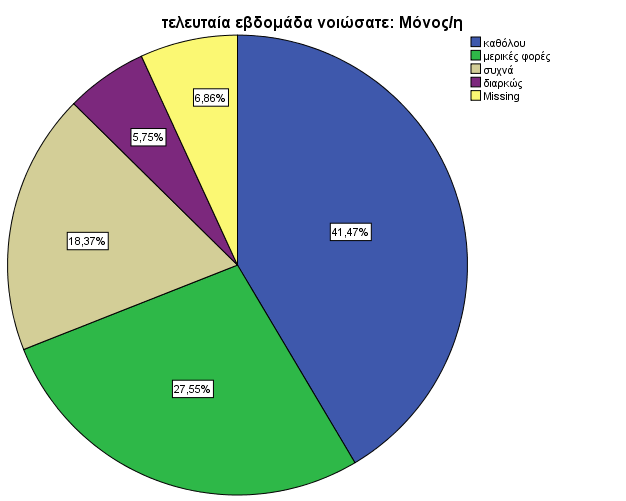 τελευταία εβδομάδα νοιώσατε: Μόνος/η
καθόλου
μερικές φορές
συχνά
διαρκώς
Missing
6,86%
5,75%
41,47%
18,37%
27,55%